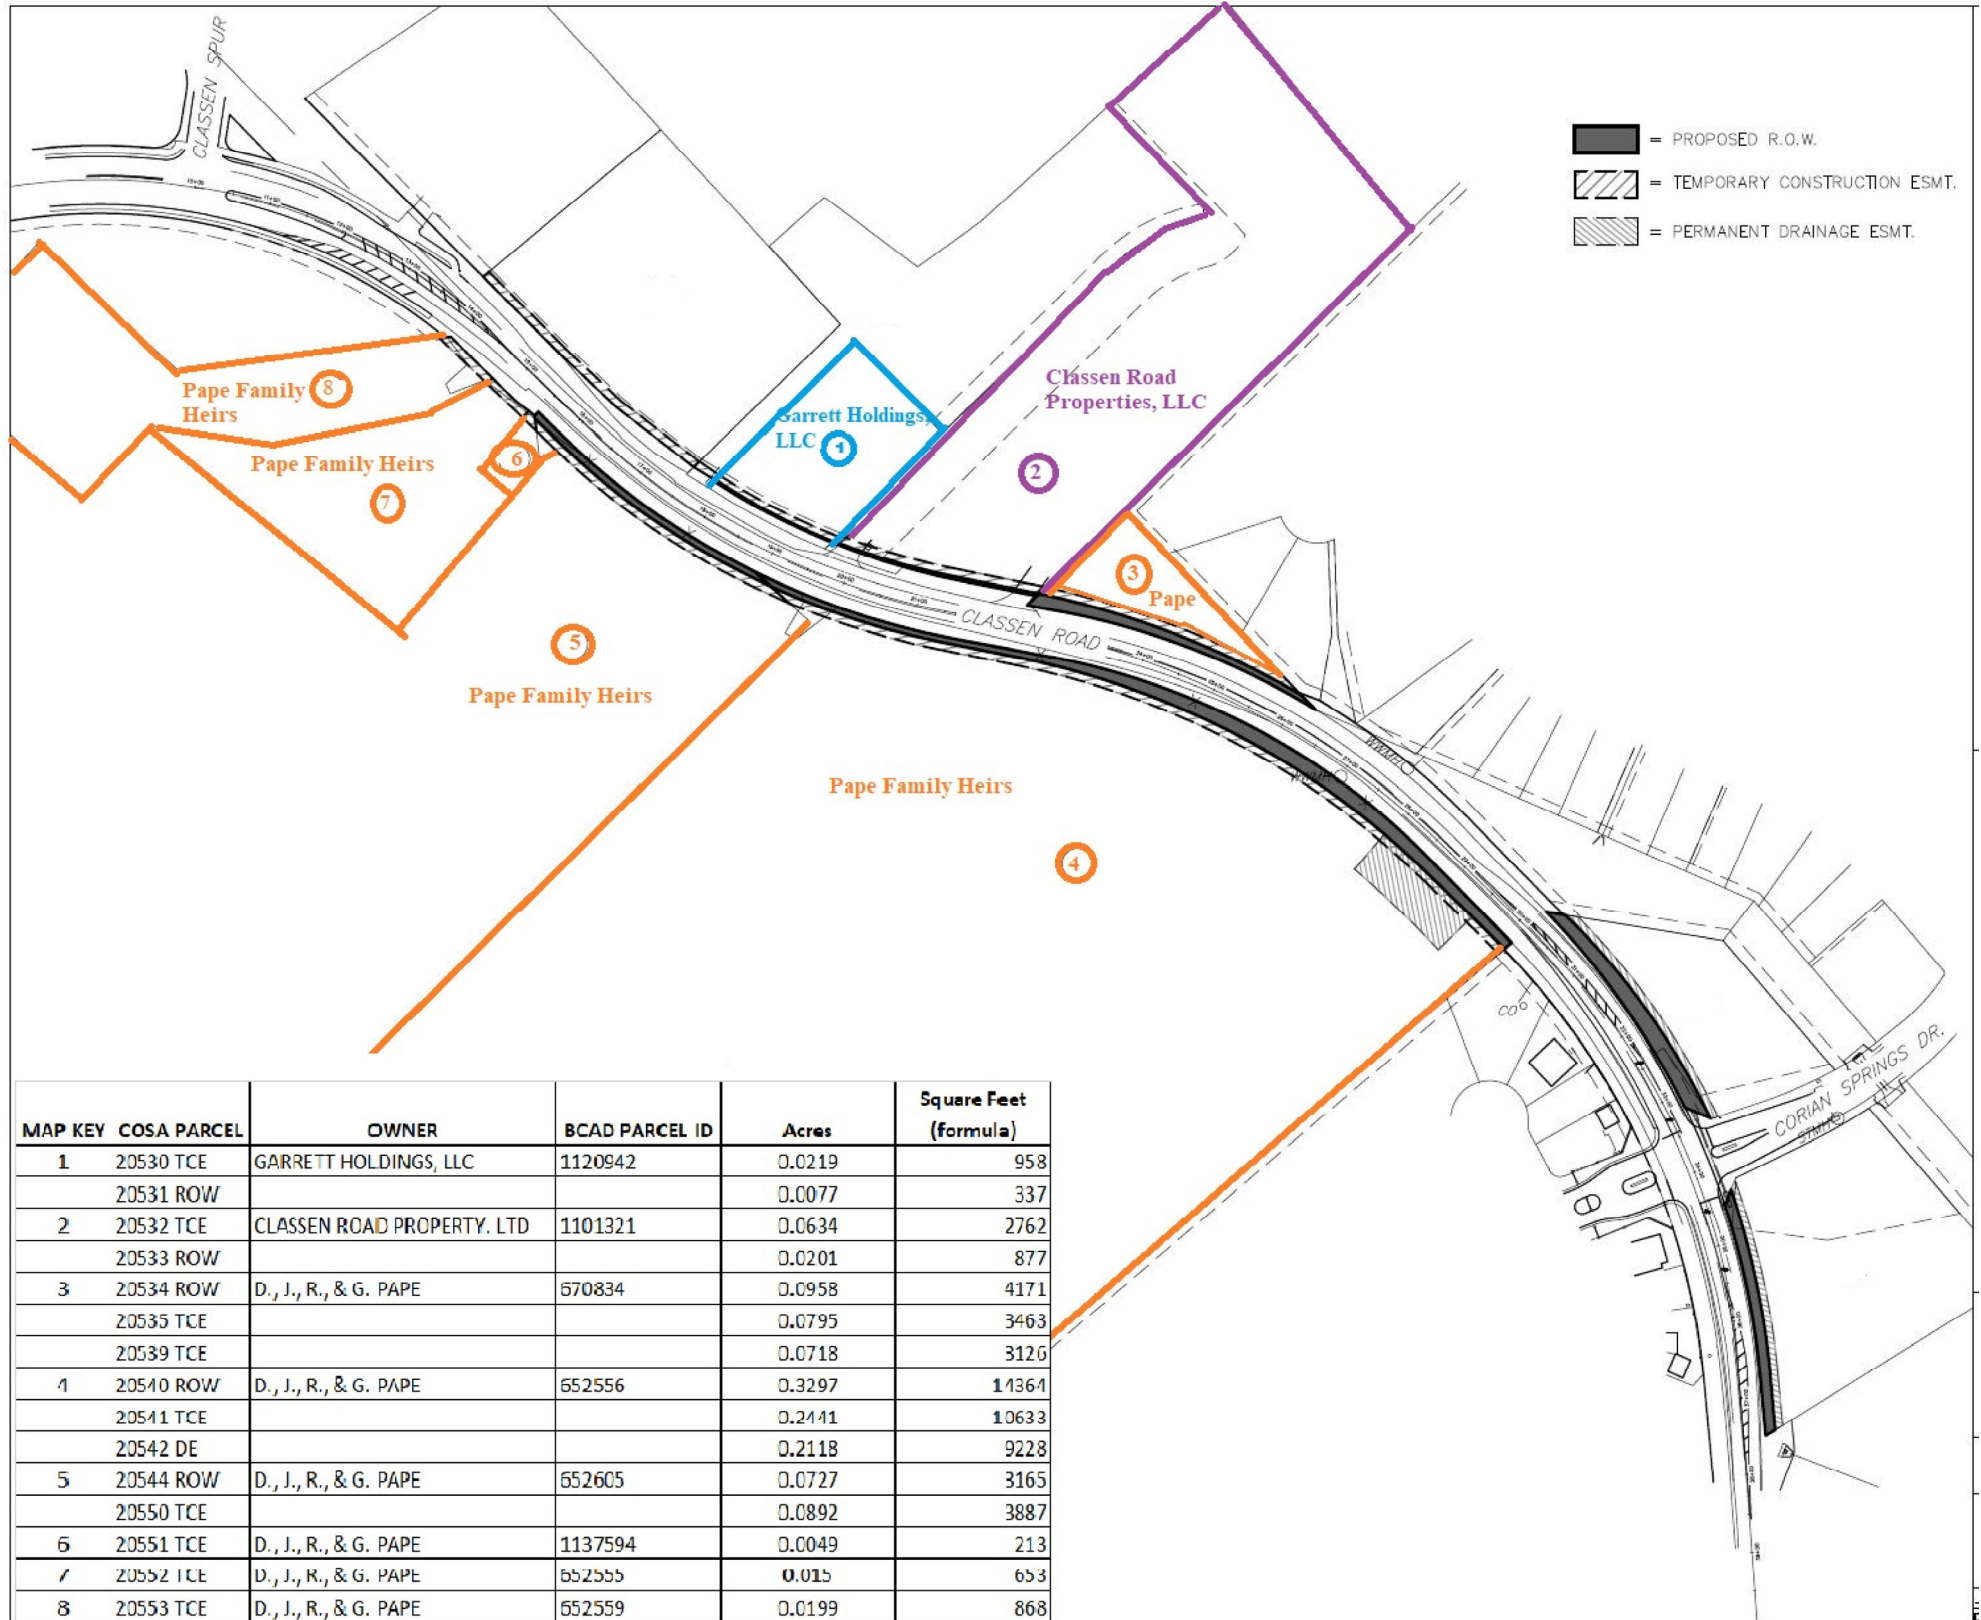 CLASSEN SPUR
= PROPOSED R.O.W.
= TEMPORARY CONSTRUCTION ESMT.
= PERMANENT DRAINAGE ESMT.
Pape Family 8
Heirs
Pape Family Heirs
7
6
Garrett Holdings,
LLC 1
Classen Road
Properties, LLC
2
3
Pape
CLASSEN ROAD
5
Pape Family Heirs
Pape Family Heirs
4
WWMH
WWMH
CO
CORIAN SPRINGS DR.
STMH
MAP KEY COSA PARCEL OWNER BCAD PARCEL ID Acres Square Feet (formula)
1 20530 TCE GARRETT HOLDINGS, LLC 1120942 0.0219 958
20531 ROW 0.0077 337
2 20532 TCE CLASSEN ROAD PROPERTY. LTD 1101321 0.0634 2762
20533 ROW 0.0201 877
3 20534 ROW D., J., R., & G. PAPE 670834 0.0958 4171
20535 TCE 0.0795 3463
20539 TCE 0.0718 3126
4 20540 ROW D., J., R., & G. PAPE 652556 0.3297 14364
20541 TCE 0.2441 10633
20542 DE 0.2118 9228
5 20544 ROW D., J., R., & G. PAPE 652605 0.0727 3165
20550 TCE 0.0892 3887
6 20551 TCE D., J., R., & G. PAPE 1137594 0.0049 213
7 20552 TCE D., J., R., & G. PAPE 652555 0.015 653
8 20553 TCE D., J., R., & G. PAPE 652559 0.0199 868